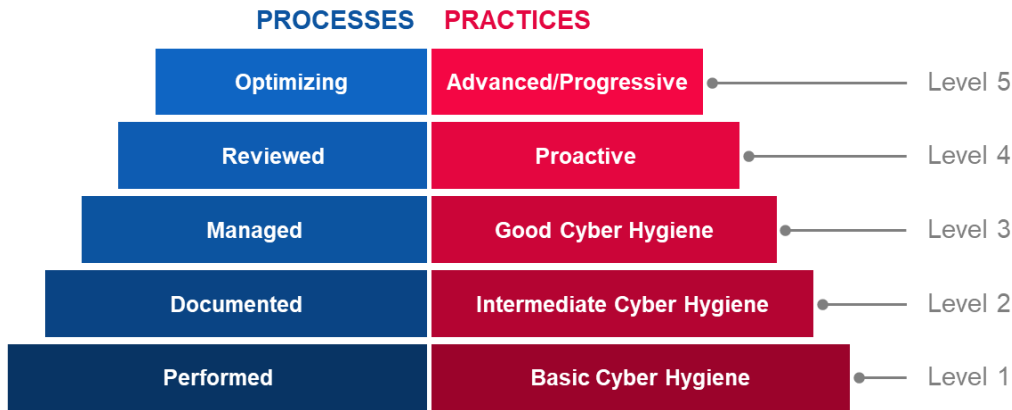 PROCESSES PRACTICES
Optimizing Advanced/Progressive Level 5
Reviewed Proactive Level 4
Managed Good Cyber Hygiene Level 3
Documented Intermediate Cyber Hygiene Level 2
Performed Basic Cyber Hygiene Level 1